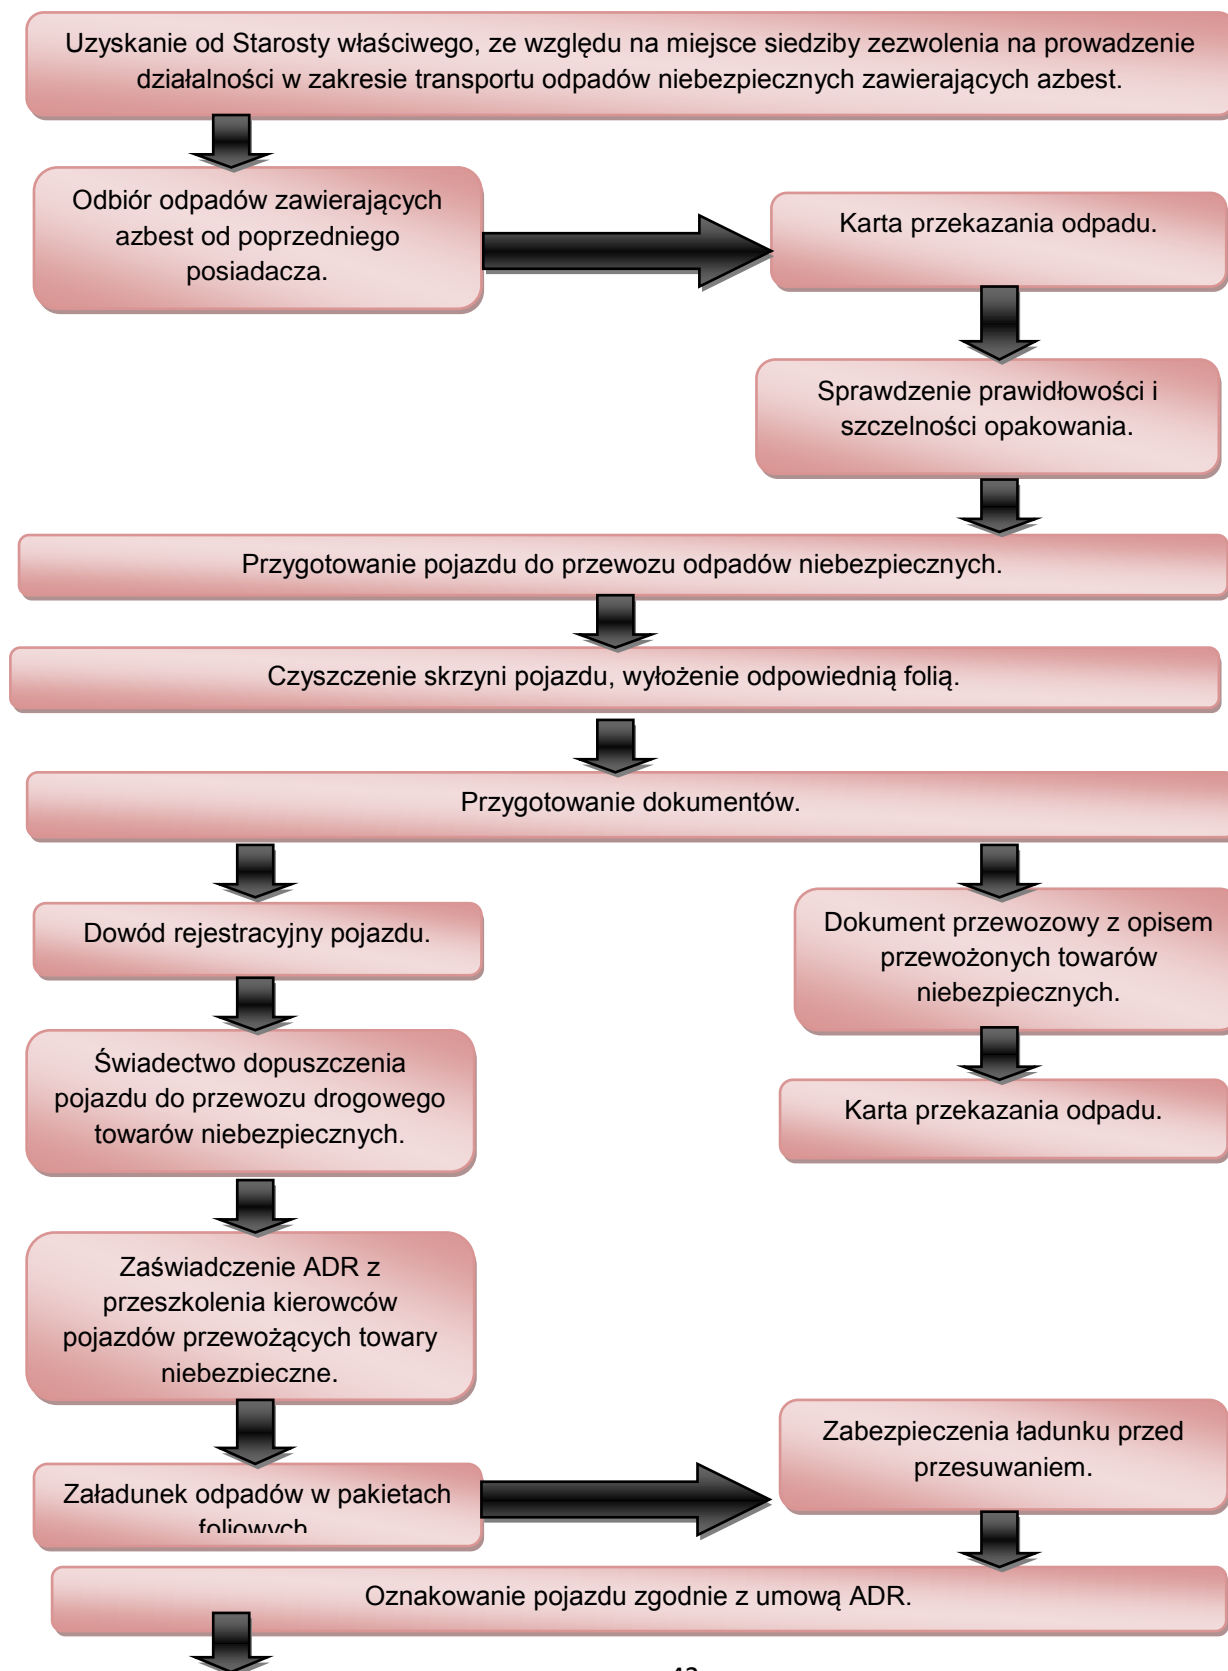 Uzyskanie od Starosty właściwego, ze względu na miejsce siedziby zezwolenia na prowadzenie
działalności w zakresie transportu odpadów niebezpiecznych zawierających azbest.
Odbiór odpadów zawierających
azbest od poprzedniego
posiadacza.
Karta przekazania odpadu.
Sprawdzenie prawidłowości i
szczelności opakowania.
Przygotowanie pojazdu do przewozu odpadów niebezpiecznych.
Czyszczenie skrzyni pojazdu, wyłożenie odpowiednią folią.
Przygotowanie dokumentów.
Dowód rejestracyjny pojazdu.
Świadectwo dopuszczenia
pojazdu do przewozu drogowego
towarów niebezpiecznych.
Zaświadczenie ADR z
przeszkolenia kierowców
pojazdów przewożących towary
niebezpieczne.
Dokument przewozowy z opisem
przewożonych towarów
niebezpiecznych.
Karta przekazania odpadu.
Załadunek odpadów w pakietach
foliowych
Zabezpieczenia ładunku przed
przesuwaniem.
Oznakowanie pojazdu zgodnie z umową ADR.